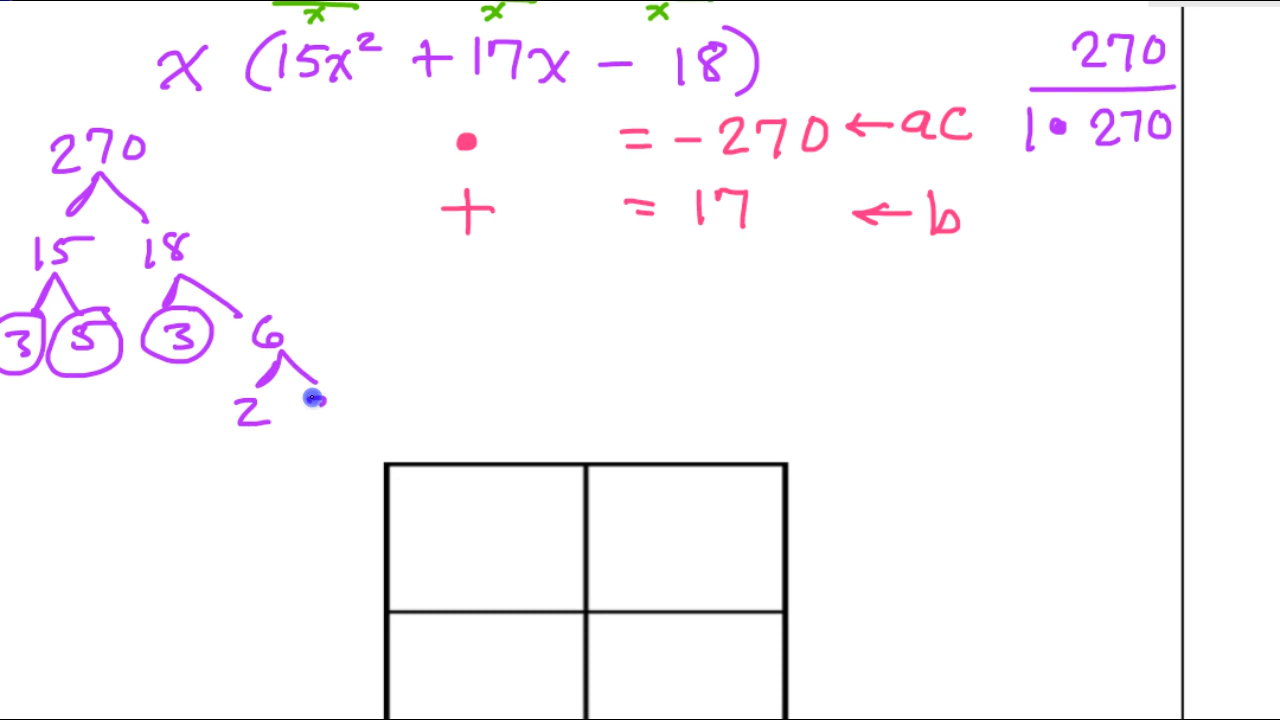 x x x
x (15x² + 17x - 18)
270
1 • 270
270
• = -270 ← ac
+ = 17 ← b
15 18
3 5 3 6
2